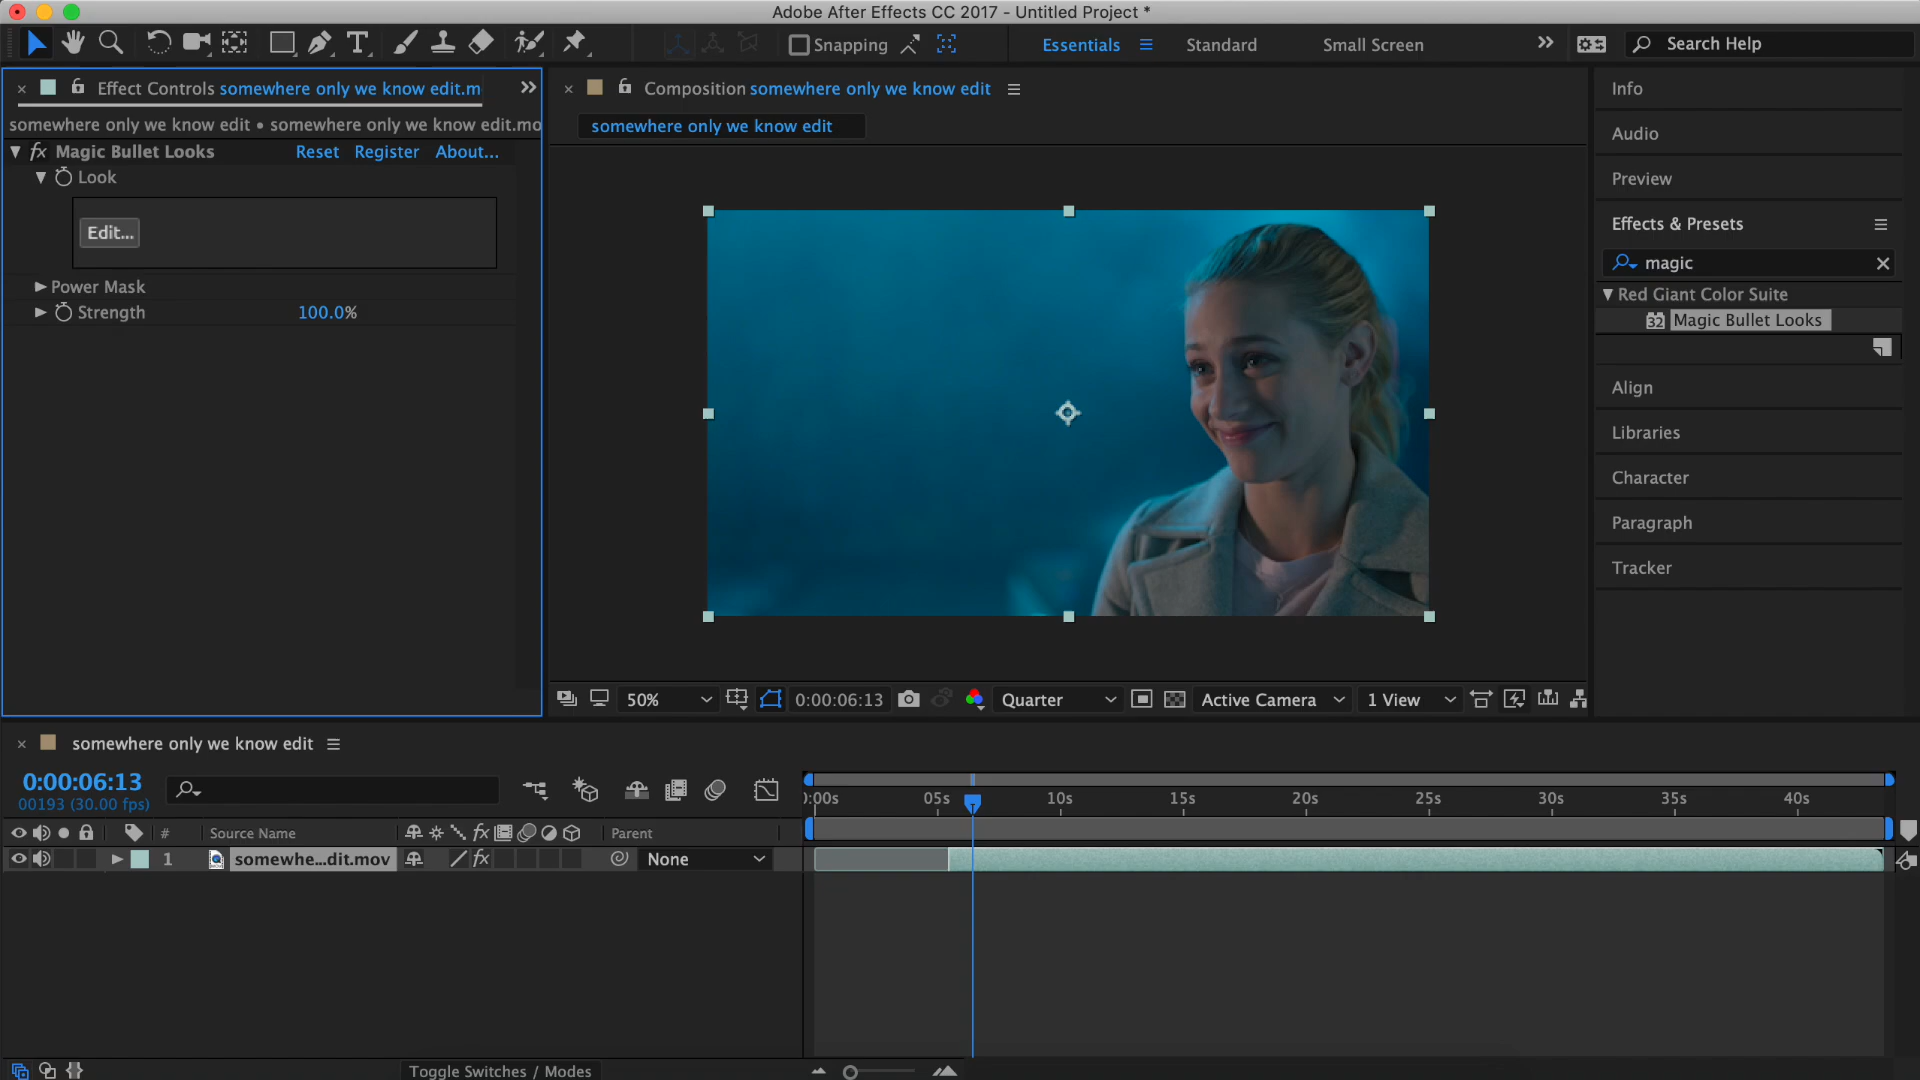 Adobe After Effects CC 2017 - Untitled Project *
Snapping
Essentials
Standard
Small Screen
Search Help
Effect Controls somewhere only we know edit.m
somewhere only we know edit • somewhere only we know edit.mo
fx Magic Bullet Looks Reset Register About...
Look
Edit...
Power Mask
Strength 100.0%
Composition somewhere only we know edit
somewhere only we know edit
50%
0:00:06:13
Quarter
Active Camera
1 View
Info
Audio
Preview
Effects & Presets
magic
Red Giant Color Suite
32 Magic Bullet Looks
Align
Libraries
Character
Paragraph
Tracker
somewhere only we know edit
0:00:06:13
00193 (30.00 fps)
# Source Name fx Parent
1 somewhe...dit.mov fx None
:00s 05s 10s 15s 20s 25s 30s 35s 40s
Toggle Switches / Modes